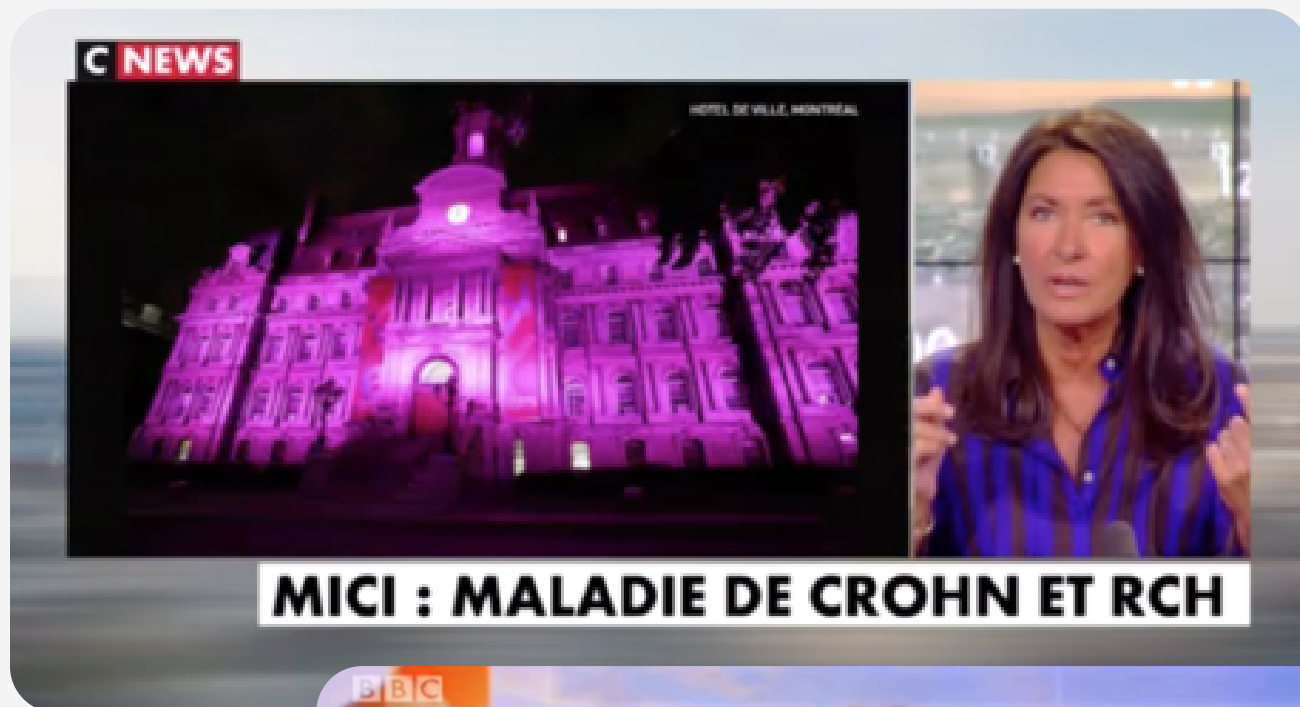 C NEWS
HÔTEL DE VILLE, MONTRÉAL
MICI : MALADIE DE CROHN ET RCH
BBC